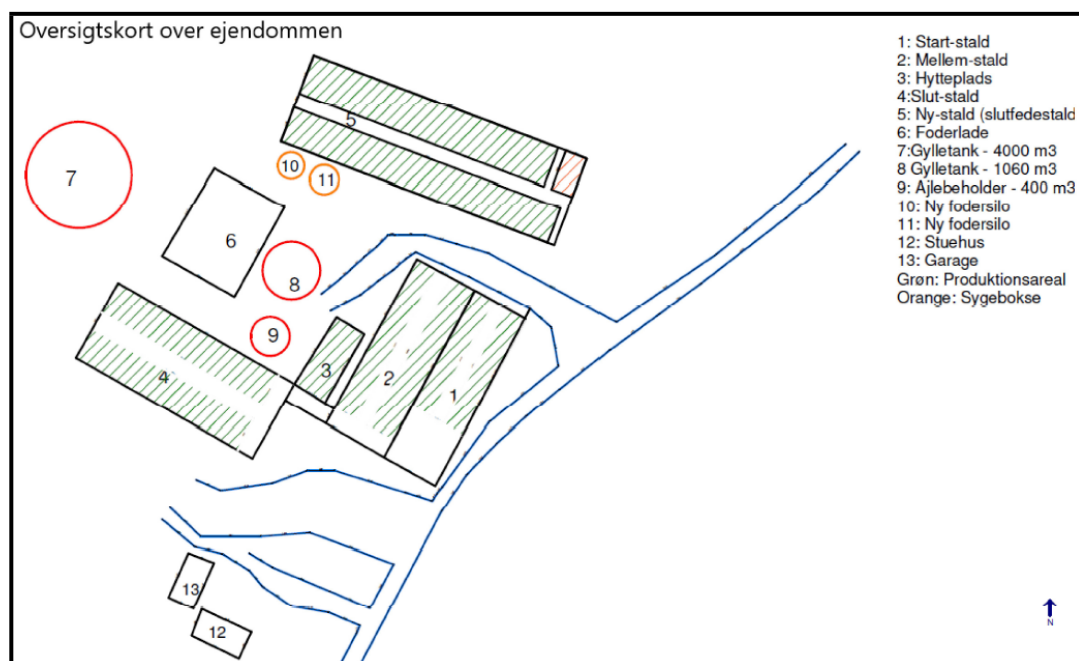 Oversigtskort over ejendommen
1: Start-stald
2: Mellem-stald
3: Hytteplads
4:Slut-stald
5: Ny-stald (slutfedestald
6: Foderlade
7:Gylletank - 4000 m3
8 Gylletank - 1060 m3
9: Ajlebeholder - 400 m3
10: Ny fodersilo
11: Ny fodersilo
12: Stuehus
13: Garage
Grøn: Produktionsareal
Orange: Sygebokse
5
10
11
7
6
8
9
3
4
2
1
13
12
N